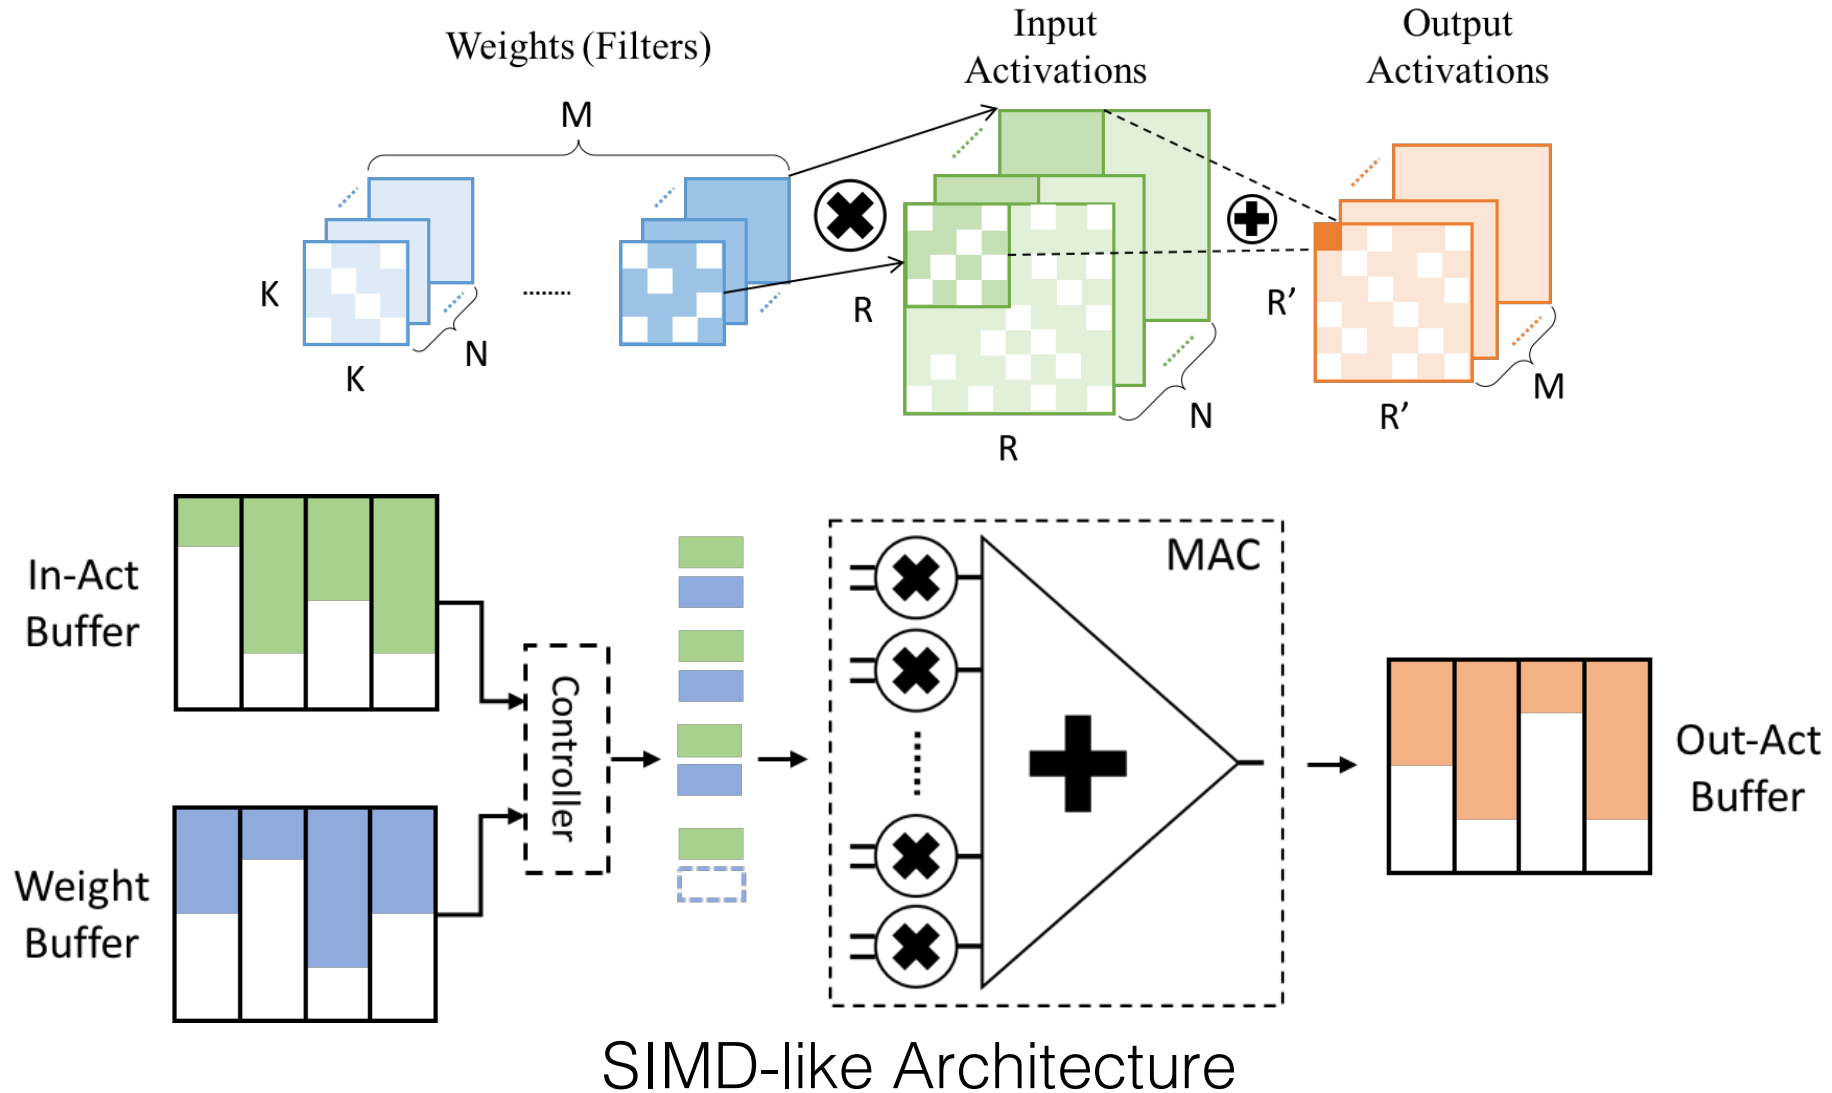 Weights (Filters)
Input
Activations
Output
Activations
M
K
K
N
R
R
N
R’
R’
M
In-Act
Buffer
Weight
Buffer
Controller
MAC
Out-Act
Buffer
SIMD-like Architecture